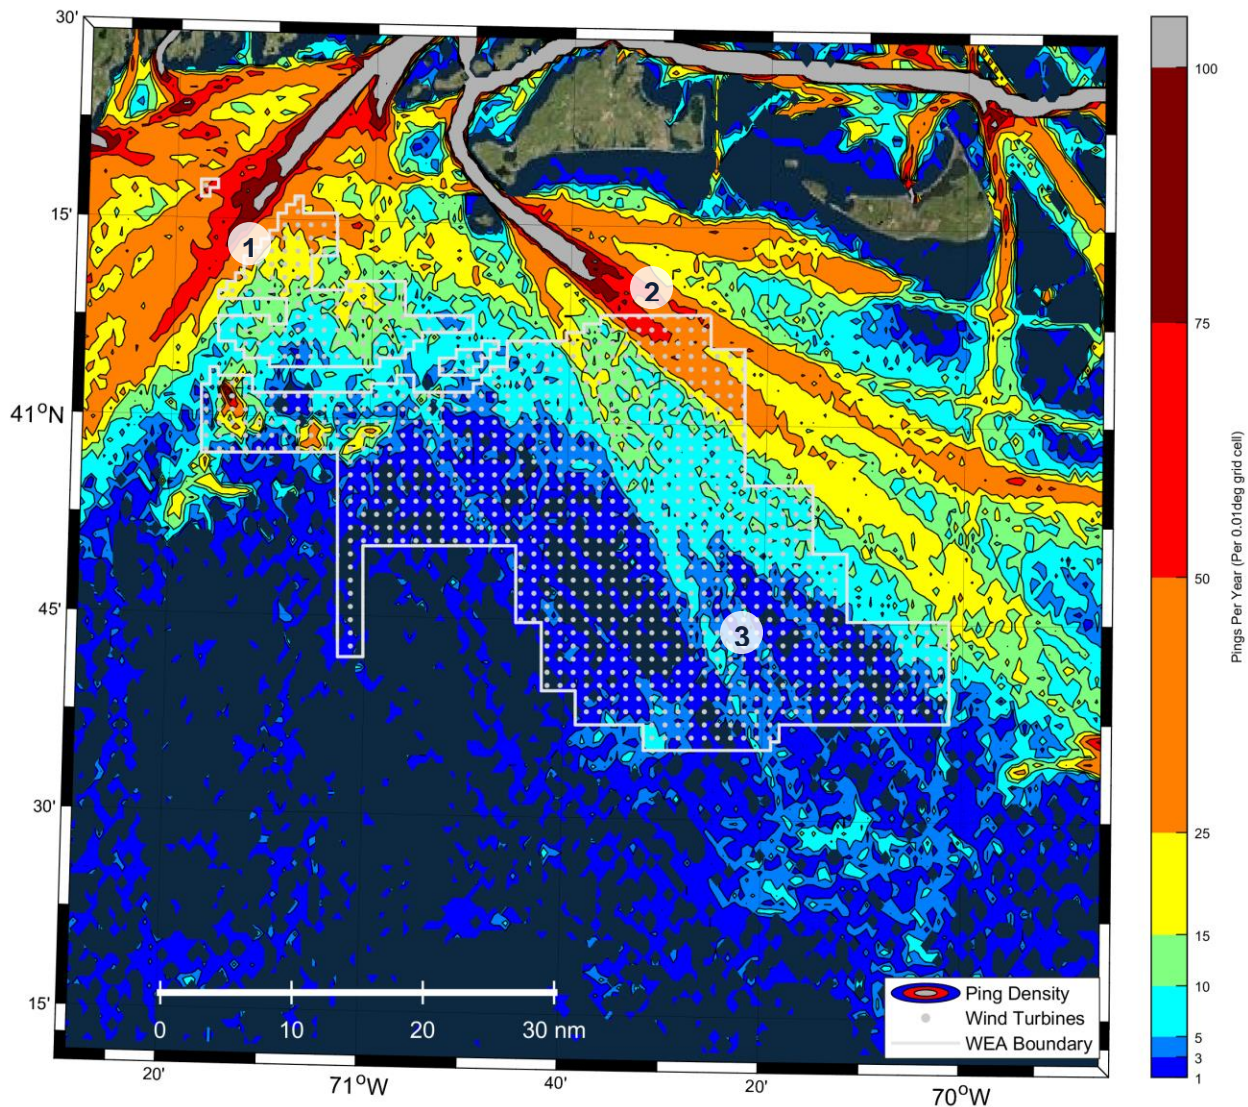 30'
15'
41°N
45'
30'
15'
20'
71°W
40'
20'
70°W
1
2
3
0
10
20
30 nm
Ping Density
Wind Turbines
WEA Boundary
100
75
50
25
15
10
5
3
1
Pings Per Year (Per 0.01deg grid cell)